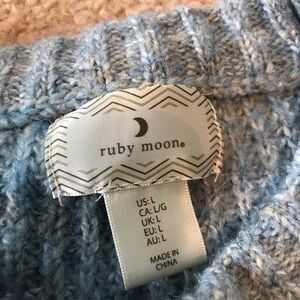 ruby moon®
US: L
CA: L/G
UK: L
EU: L
AU: L
MADE IN
CHINA